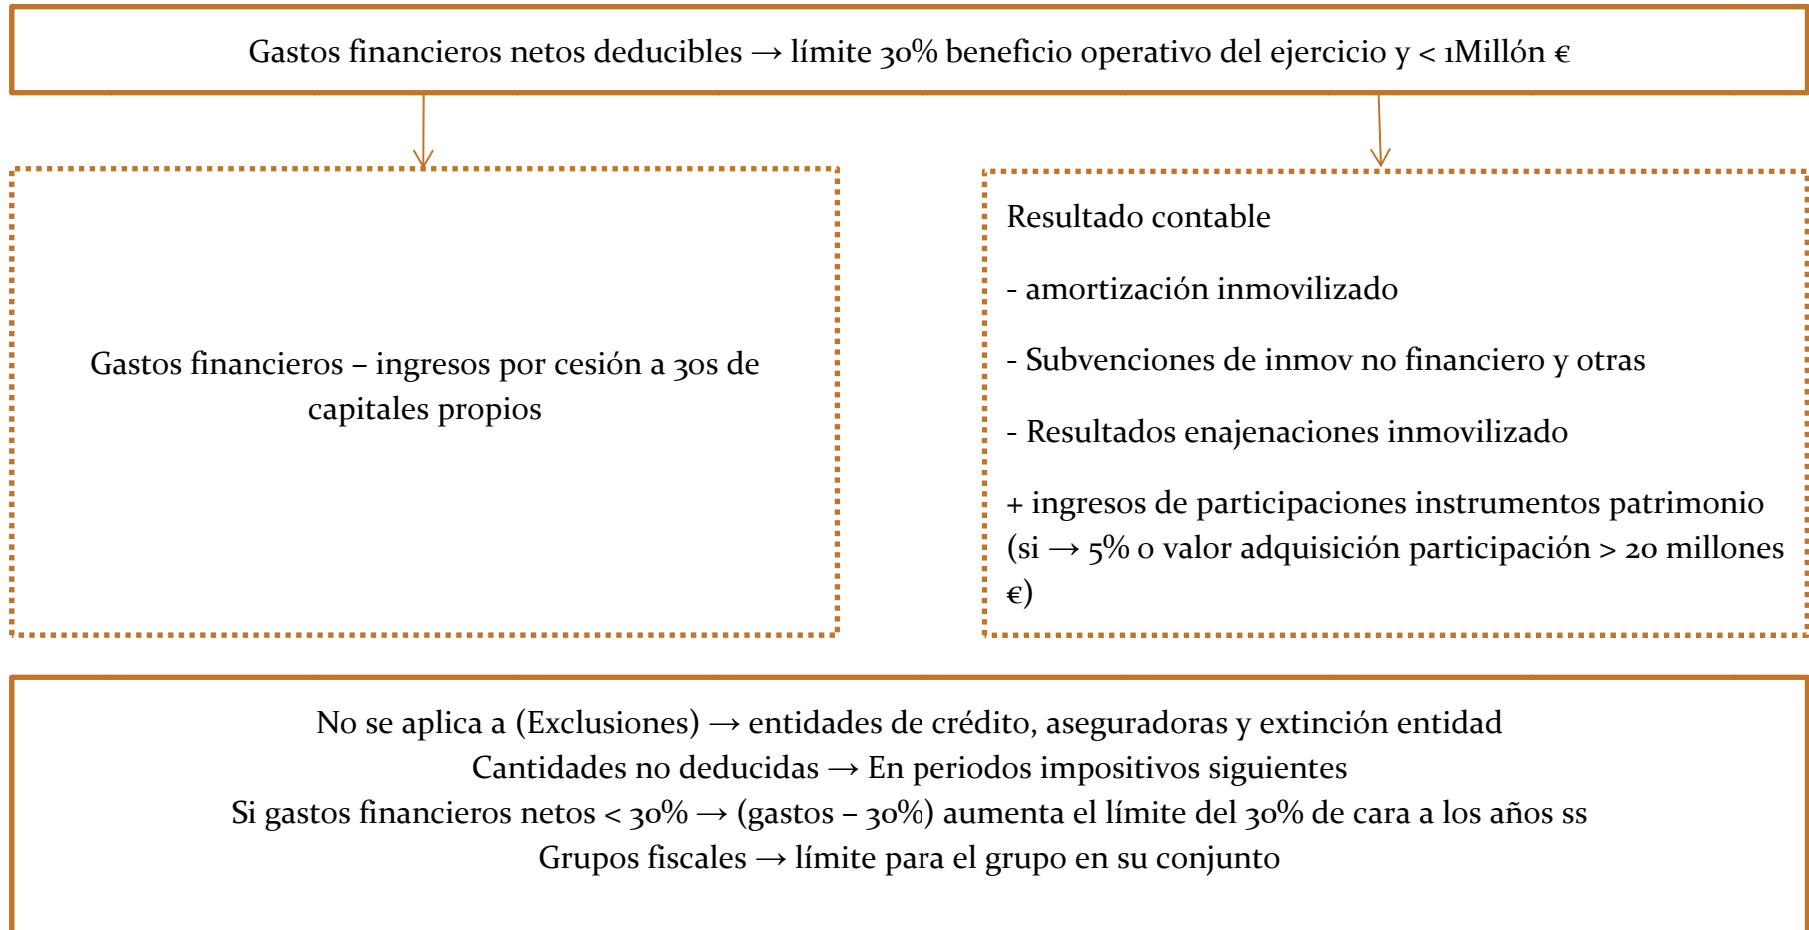 Gastos financieros netos deducibles → límite 30% beneficio operativo del ejercicio y < 1Millón €
Gastos financieros – ingresos por cesión a 30s de
capitales propios
Resultado contable
- amortización inmovilizado
- Subvenciones de inmov no financiero y otras
- Resultados enajenaciones inmovilizado
+ ingresos de participaciones instrumentos patrimonio
(si → 5% o valor adquisición participación > 20 millones
€)
No se aplica a (Exclusiones) → entidades de crédito, aseguradoras y extinción entidad
Cantidades no deducidas → En periodos impositivos siguientes
Si gastos financieros netos < 30% → (gastos – 30%) aumenta el límite del 30% de cara a los años ss
Grupos fiscales → límite para el grupo en su conjunto